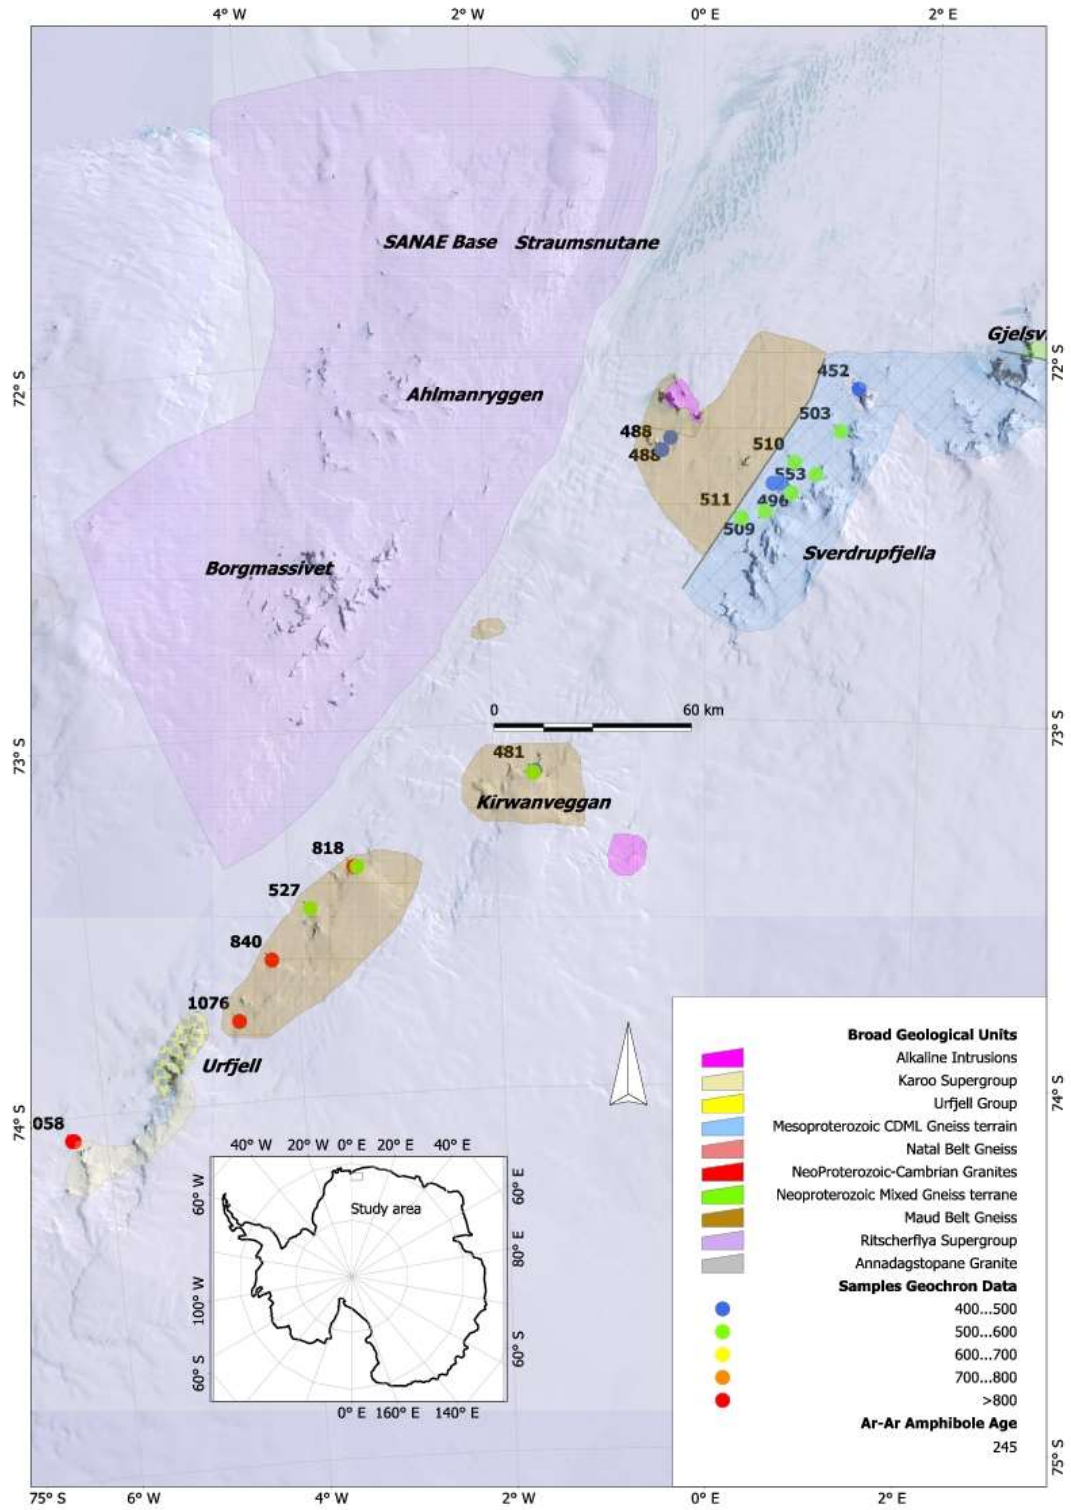 4° W 2° W 0° E 2° E
SANAE Base Straumsnutane
Gjelsv
72° S 72° S
452
Ahlmanryggen
503
488
510
488
553
511 496
509
Borgmassivet Sverdrupfjella
0 60 km
73° S 73° S
481
Kirwanveggan
818
527
840
1076
Urfjell
74° S 74° S
058
Broad Geological Units
Alkaline Intrusions
Karoo Supergroup
Urfjell Group
Mesoproterozoic CDML Gneiss terrain
Natal Belt Gneiss
NeoProterozoic-Cambrian Granites
Neoproterozoic Mixed Gneiss terrane
Maud Belt Gneiss
Ritscherflya Supergroup
Annadagstopane Granite
Samples Geochron Data
400...500
500...600
600...700
700...800
>800
Ar-Ar Amphibole Age
245
40° W 20° W 0° E 20° E 40° E
60° W 60° E
Study area
80° E
100° W
60° S 60° S
0° E 160° E 140° E
75° S
75° S 6° W 4° W 2° W 0° E 2° E